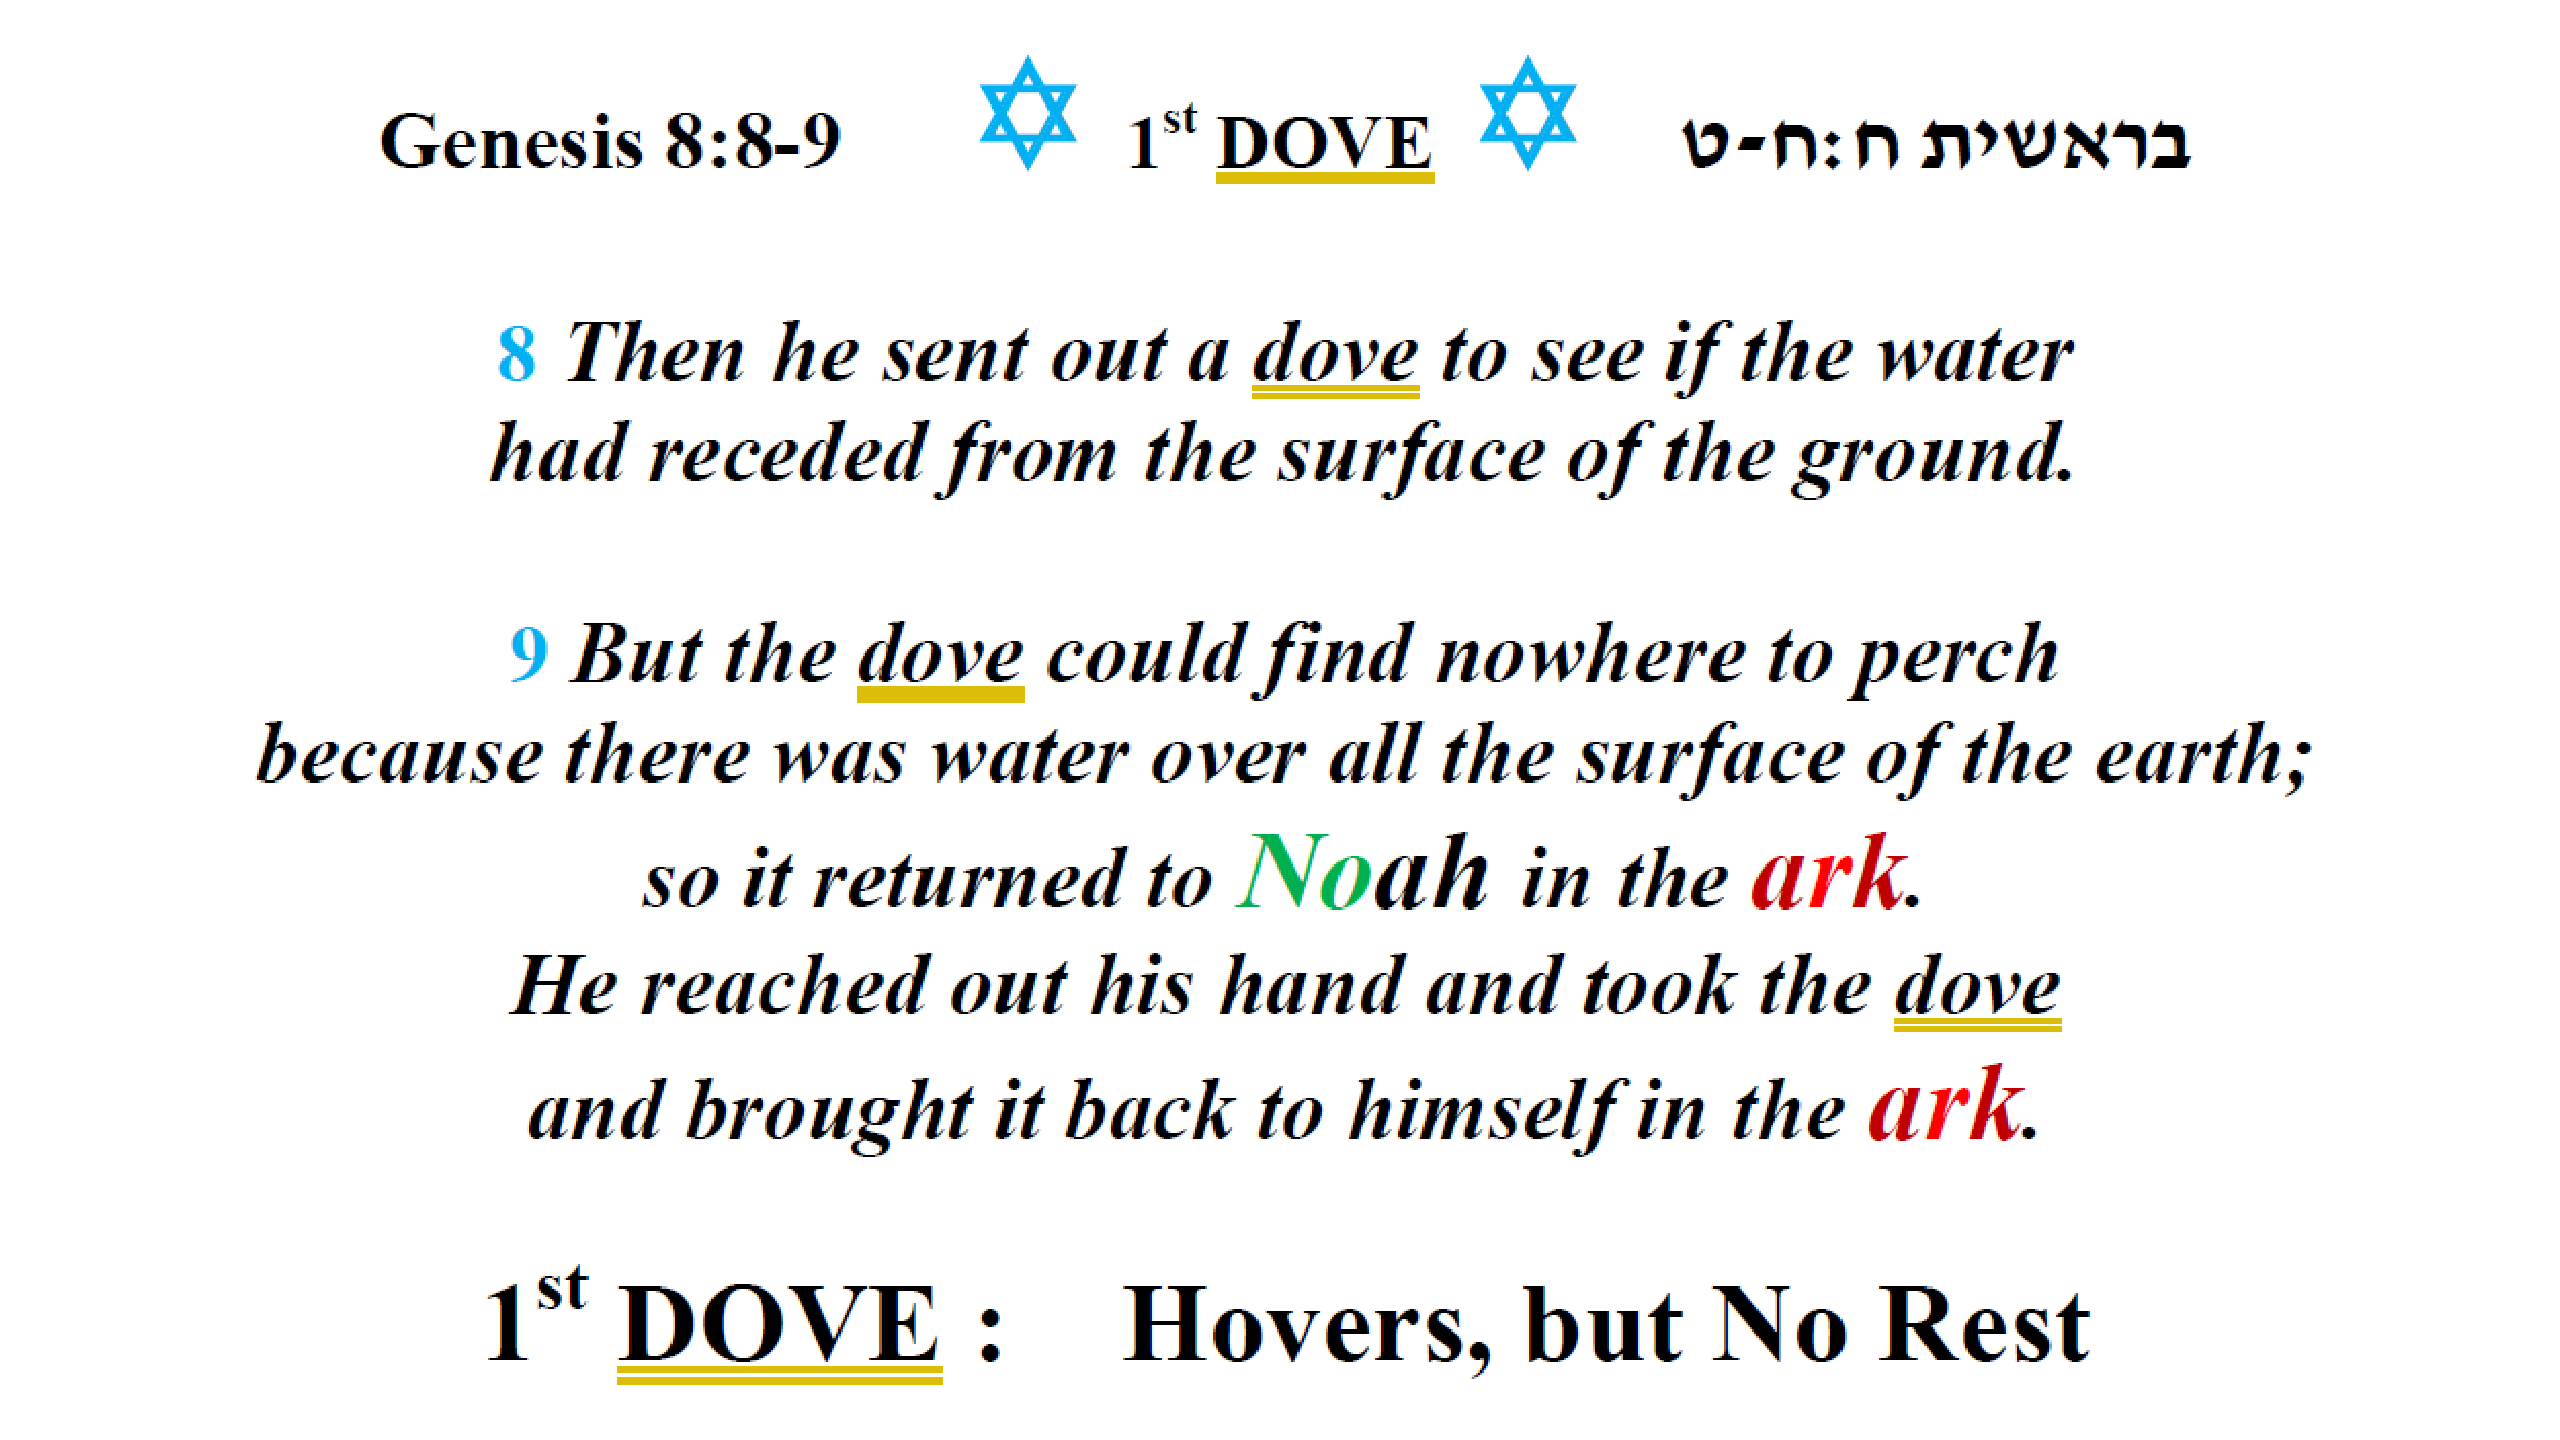 Genesis 8:8-9 ✡ 1st DOVE ✡ בראשית ח:ח-ט
8 Then he sent out a dove to see if the water
had receded from the surface of the ground.
9 But the dove could find nowhere to perch
because there was water over all the surface of the earth;
so it returned to Noah in the ark.
He reached out his hand and took the dove
and brought it back to himself in the ark.
1st DOVE : Hovers, but No Rest